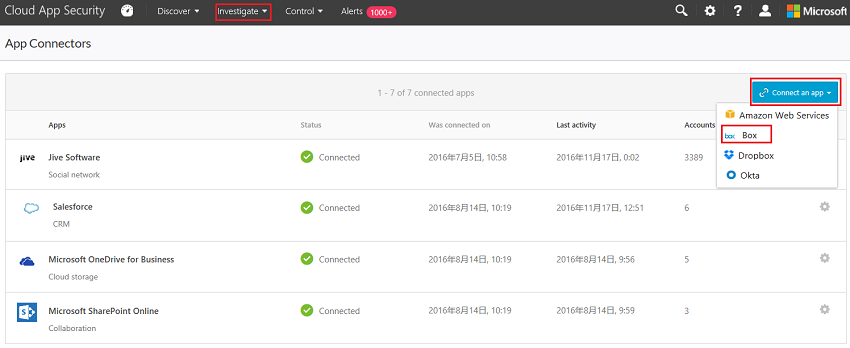 Cloud App Security Discover Investigate Control Alerts 1000+ ? Microsoft
App Connectors
1 - 7 of 7 connected apps
Connect an app
Amazon Web Services
box Box
Dropbox
Okta
Apps Status Was connected on Last activity Accounts
jive Jive Software Connected 2016年7月5日, 10:58 2016年11月17日, 0:02 3389
Social network
Salesforce Connected 2016年8月14日, 10:19 2016年11月17日, 12:51 6
CRM
Microsoft OneDrive for Business Connected 2016年8月14日, 10:19 2016年8月14日, 9:56 5
Cloud storage
S Microsoft SharePoint Online Connected 2016年8月14日, 10:19 2016年8月14日, 9:59 3
Collaboration